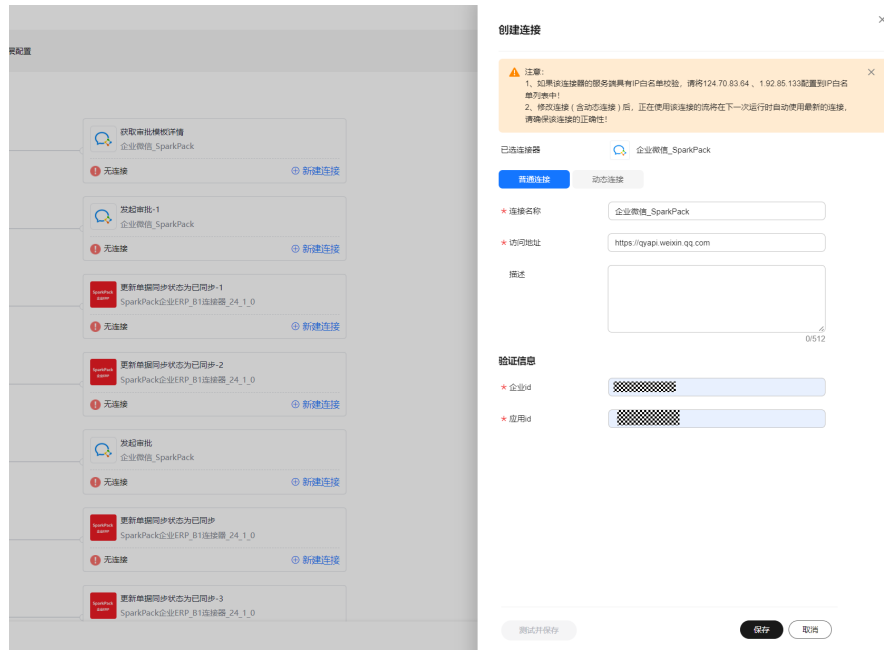 景配置
获取审批模板详情
企业微信_SparkPack
无连接
新建连接
发起审批-1
企业微信_SparkPack
无连接
新建连接
SparkPack
更新单据同步状态为已同步-1
SparkPack企业ERP_B1连接器_24_1_0
无连接
新建连接
SparkPack
更新单据同步状态为已同步-2
SparkPack企业ERP_B1连接器_24_1_0
无连接
新建连接
发起审批
企业微信_SparkPack
无连接
新建连接
SparkPack
更新单据同步状态为已同步
SparkPack企业ERP_B1连接器_24_1_0
无连接
新建连接
SparkPack
更新单据同步状态为已同步-3
SparkPack企业ERP_B1连接器_24_1_0
创建连接
注意：
1、如果该连接器的服务端具有IP白名单校验，请将124.70.83.64 ，1.92.85.133配置到IP白名
单列表中！
2、修改连接 ( 含动态连接 ) 后，正在使用该连接的流将在下一次运行时自动使用最新的连接，
请确保该连接的正确性！
已选连接器
企业微信_SparkPack
普通连接
动态连接
* 连接名称
企业微信_SparkPack
* 访问地址
https://qyapi.weixin.qq.com
描述
0/512
验证信息
* 企业id
* 应用id
测试并保存
保存
取消